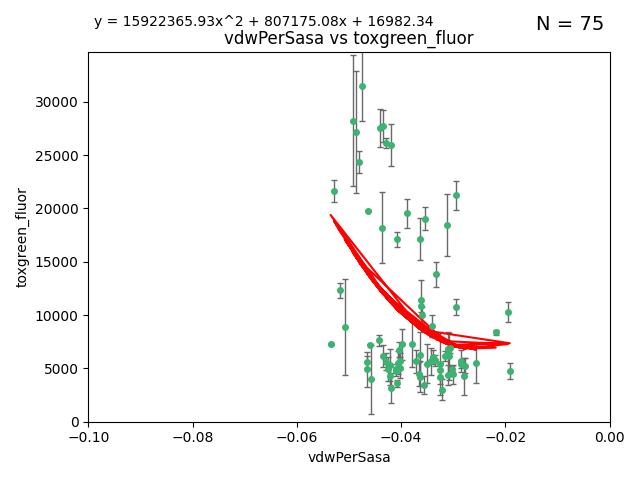 y = 15922365.93x^2 + 807175.08x + 16982.34
N = 75
vdwPerSasa vs toxgreen_fluor
30000
25000
20000
15000
10000
5000
0
toxgreen_fluor
−0.10 −0.08 −0.06 −0.04 −0.02 0.00
vdwPerSasa